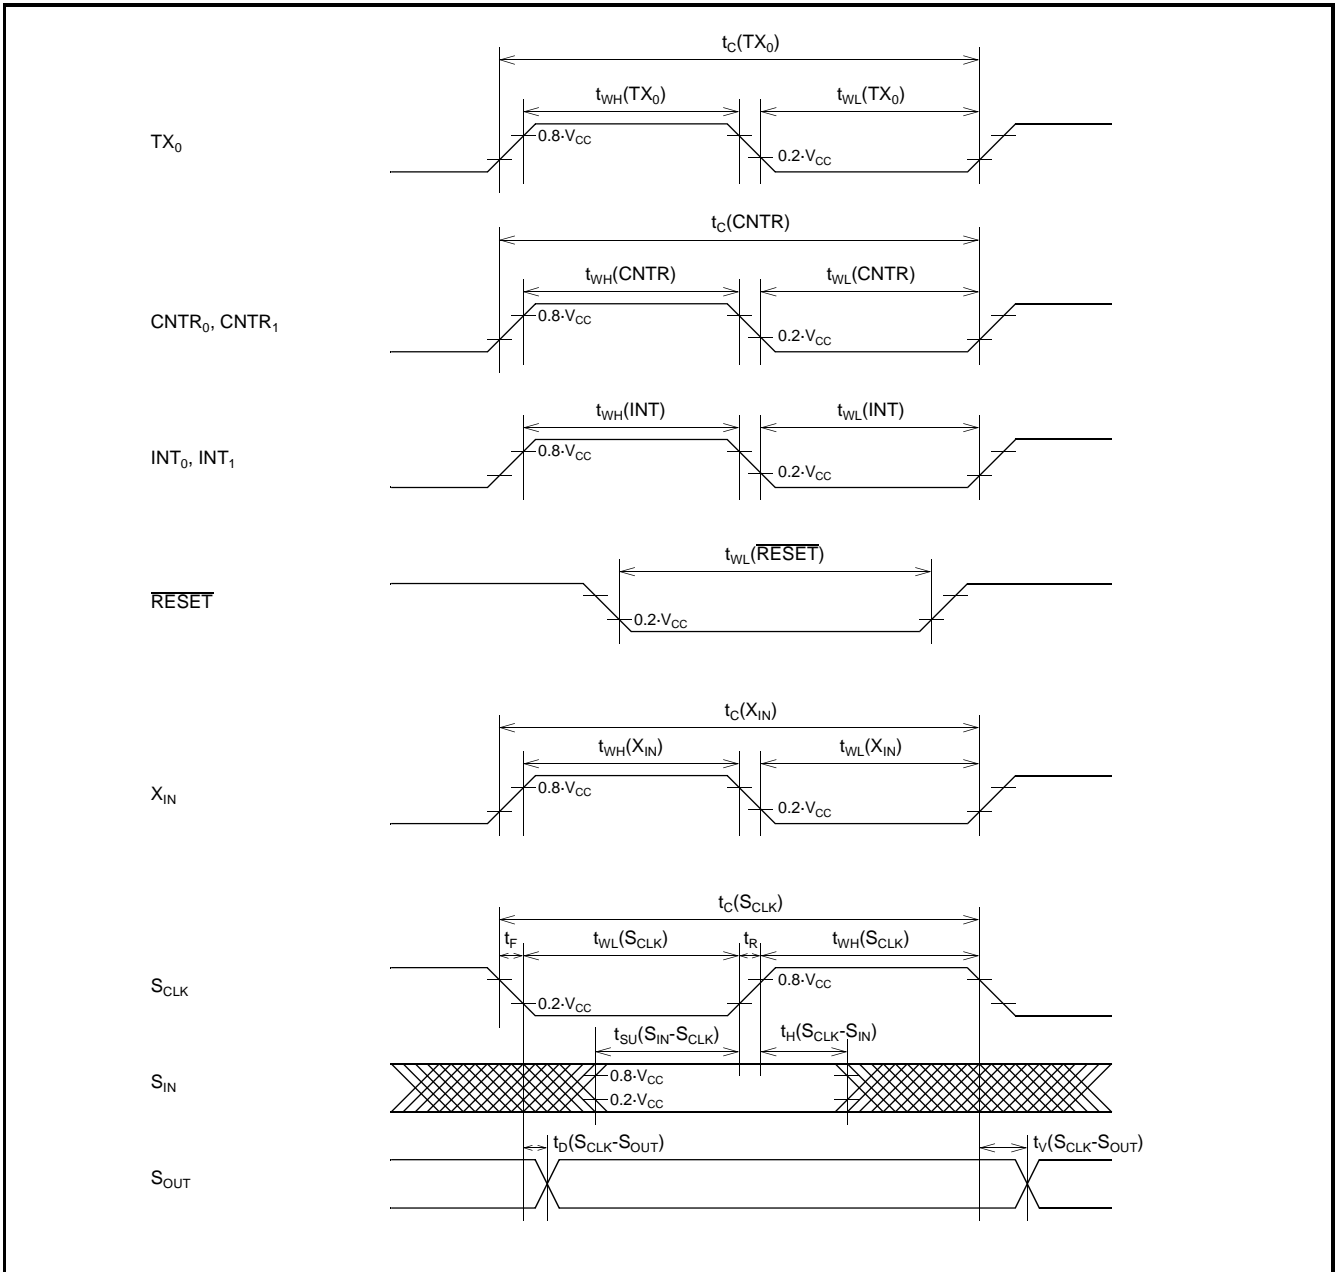 tC(TX0)
tWH(TX0) tWL(TX0)
TX0 0.8·VCC 0.2·VCC
tC(CNTR)
tWH(CNTR) tWL(CNTR)
CNTR0, CNTR1 0.8·VCC 0.2·VCC
tWH(INT) tWL(INT)
INT0, INT1 0.8·VCC 0.2·VCC
tWL(RESET)
RESET 0.2·VCC
tC(XIN)
tWH(XIN) tWL(XIN)
XIN 0.8·VCC 0.2·VCC
tC(SCLK)
tF tWL(SCLK) tR tWH(SCLK)
SCLK 0.2·VCC 0.8·VCC
tSU(SIN-SCLK) tH(SCLK-SIN)
SIN 0.8·VCC
0.2·VCC
tD(SCLK-SOUT) tV(SCLK-SOUT)
SOUT